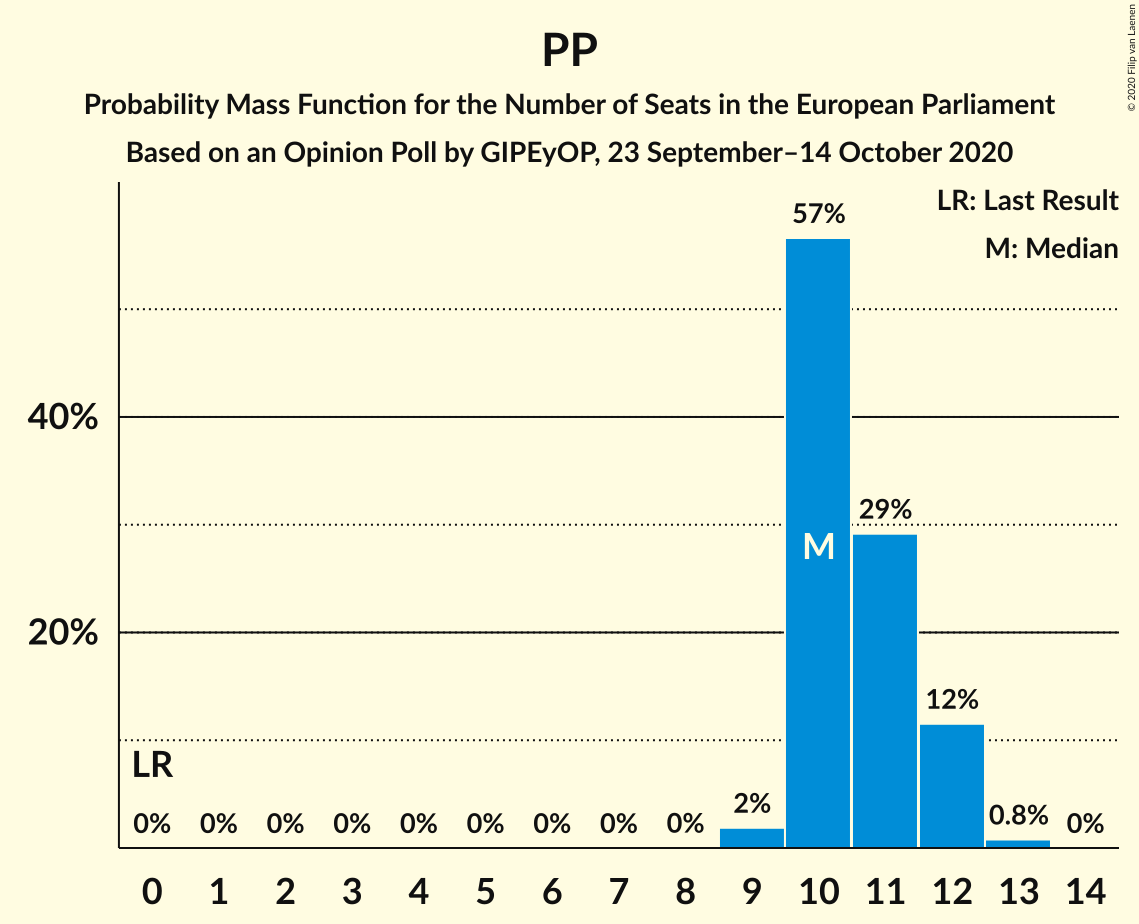 PP
Probability Mass Function for the Number of Seats in the European Parliament
Based on an Opinion Poll by GIPEyOP, 23 September–14 October 2020
© 2020 Filip van Laenen
LR: Last Result
M: Median
57%
40%
29%
M
20%
12%
LR
2%
0.8%
0% 0% 0% 0% 0% 0% 0% 0% 0% 0%
0 1 2 3 4 5 6 7 8 9 10 11 12 13 14